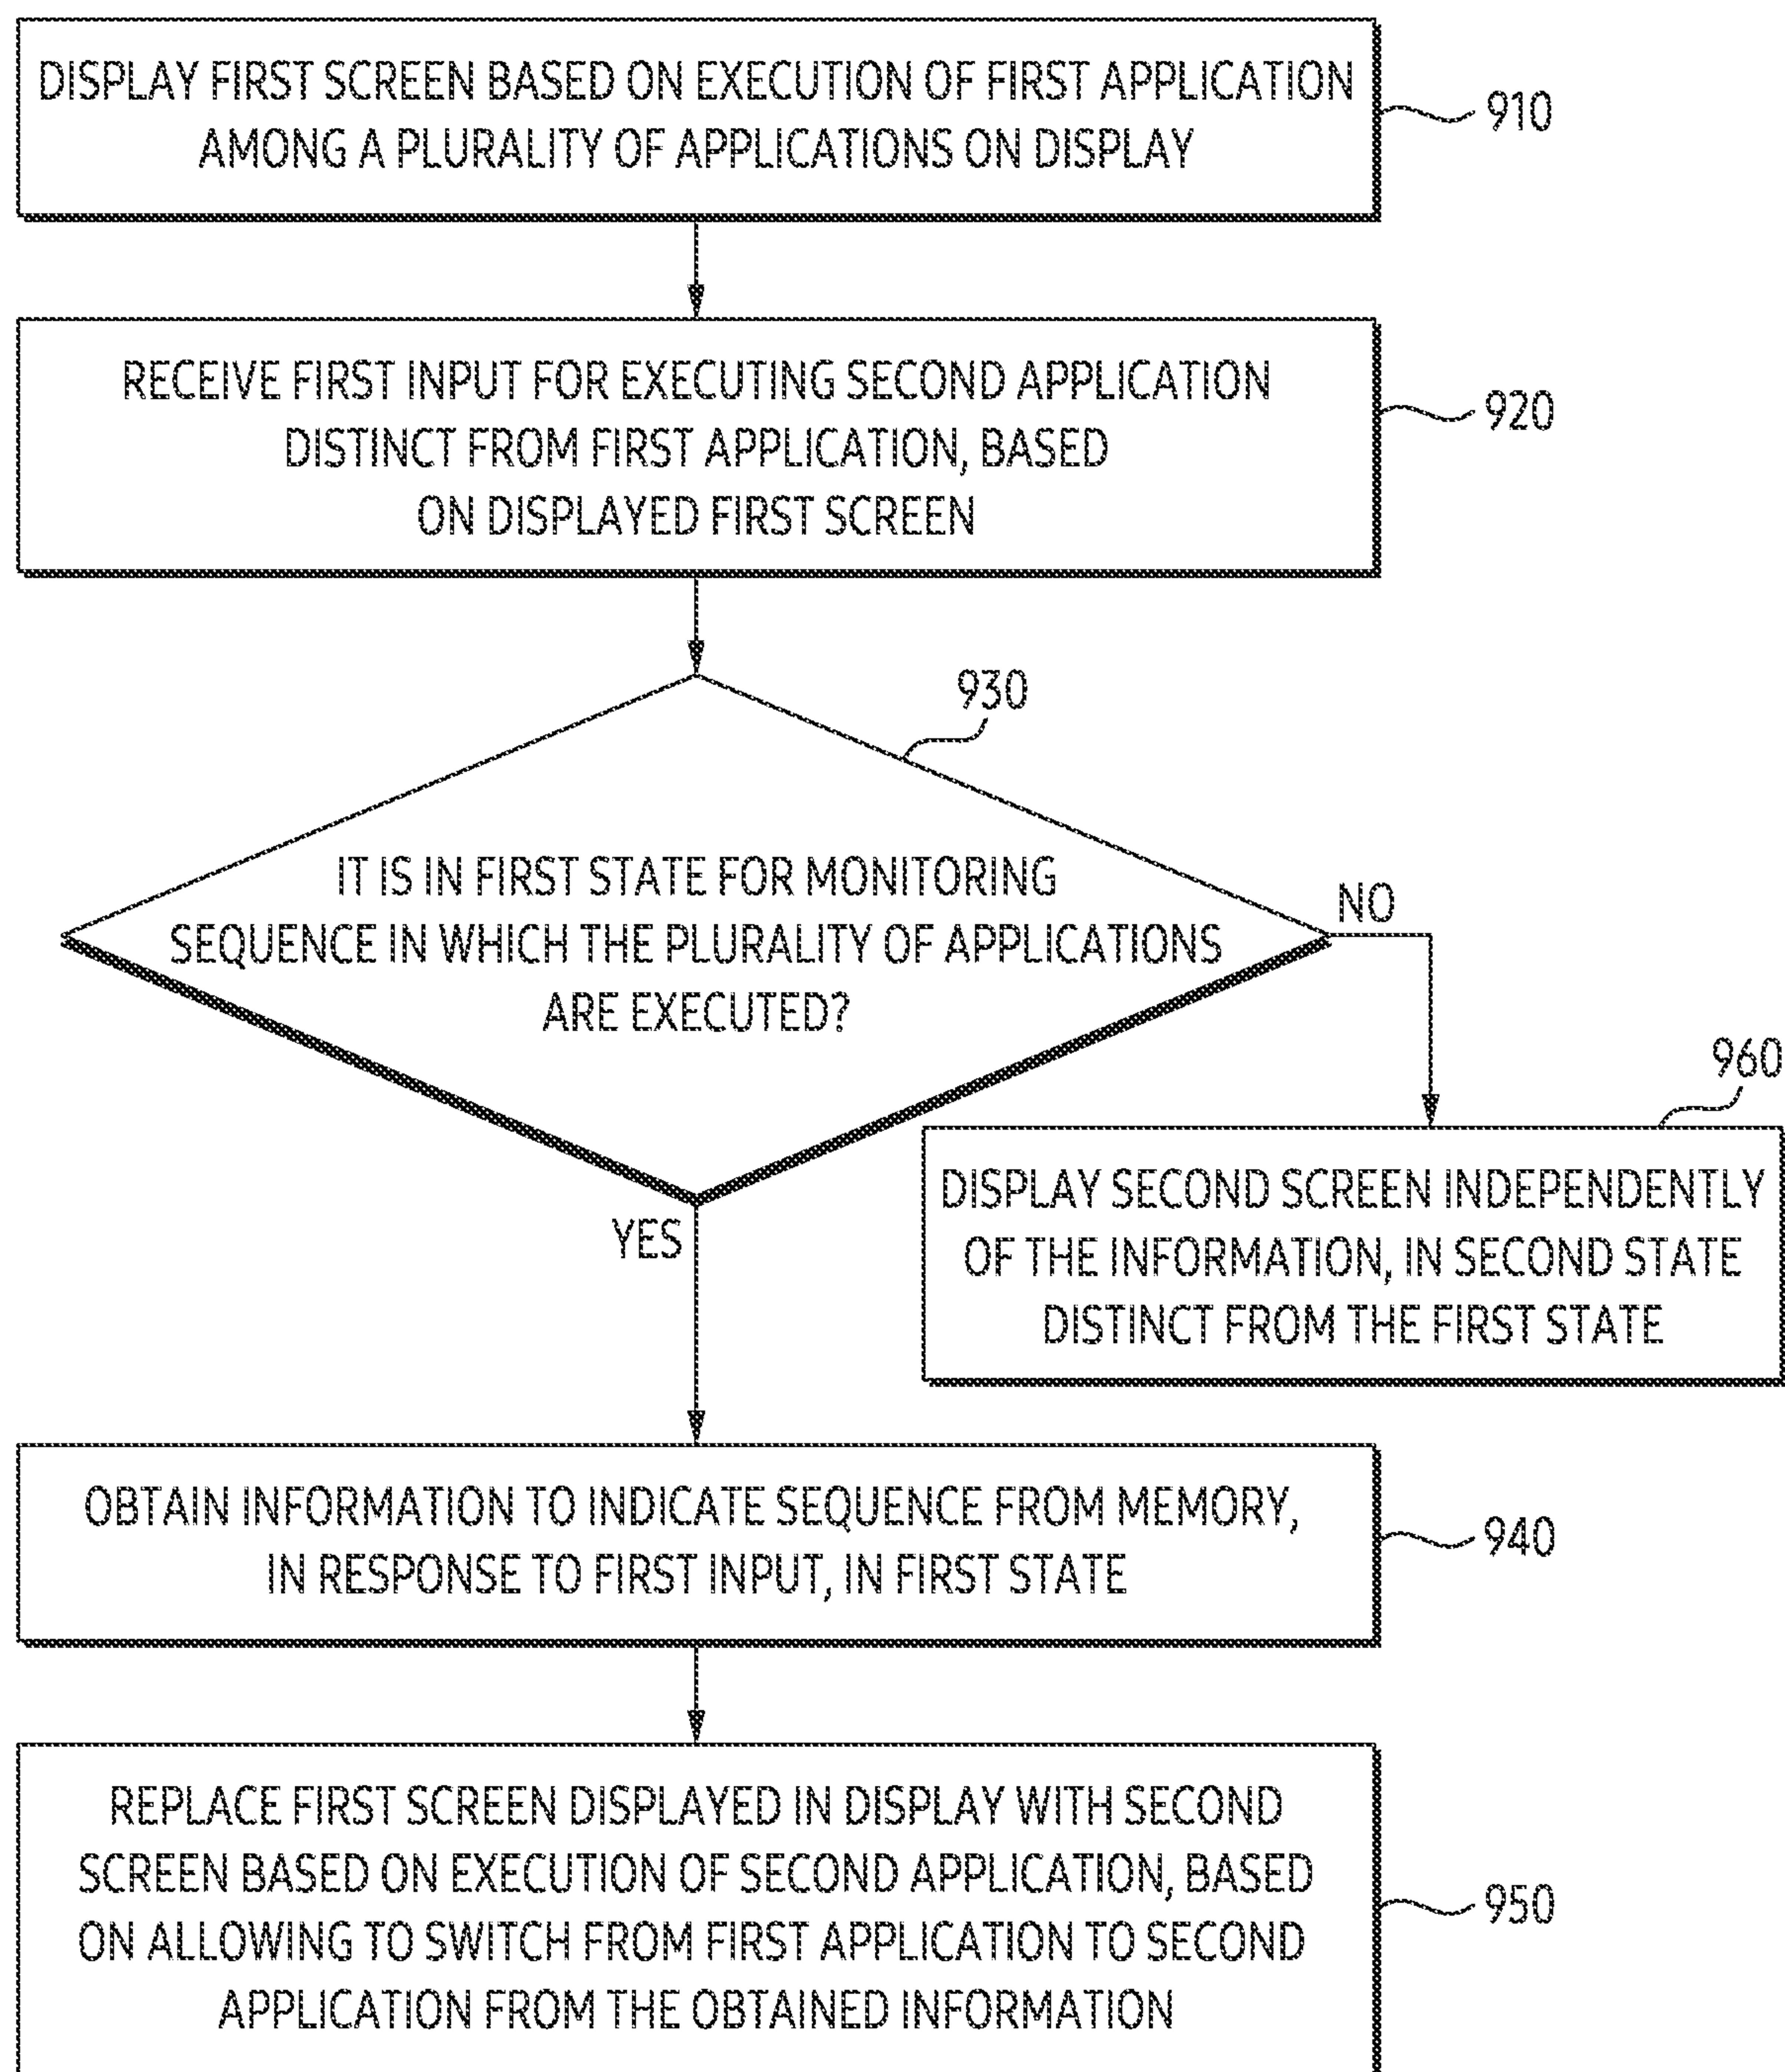 DISPLAY FIRST SCREEN BASED ON EXECUTION OF FIRST APPLICATION
AMONG A PLURALITY OF APPLICATIONS ON DISPLAY
910
RECEIVE FIRST INPUT FOR EXECUTING SECOND APPLICATION
DISTINCT FROM FIRST APPLICATION, BASED
ON DISPLAYED FIRST SCREEN
920
930
IT IS IN FIRST STATE FOR MONITORING
SEQUENCE IN WHICH THE PLURALITY OF APPLICATIONS
ARE EXECUTED?
NO
960
DISPLAY SECOND SCREEN INDEPENDENTLY
OF THE INFORMATION, IN SECOND STATE
DISTINCT FROM THE FIRST STATE
YES
OBTAIN INFORMATION TO INDICATE SEQUENCE FROM MEMORY,
IN RESPONSE TO FIRST INPUT, IN FIRST STATE
940
REPLACE FIRST SCREEN DISPLAYED IN DISPLAY WITH SECOND
SCREEN BASED ON EXECUTION OF SECOND APPLICATION, BASED
ON ALLOWING TO SWITCH FROM FIRST APPLICATION TO SECOND
APPLICATION FROM THE OBTAINED INFORMATION
950